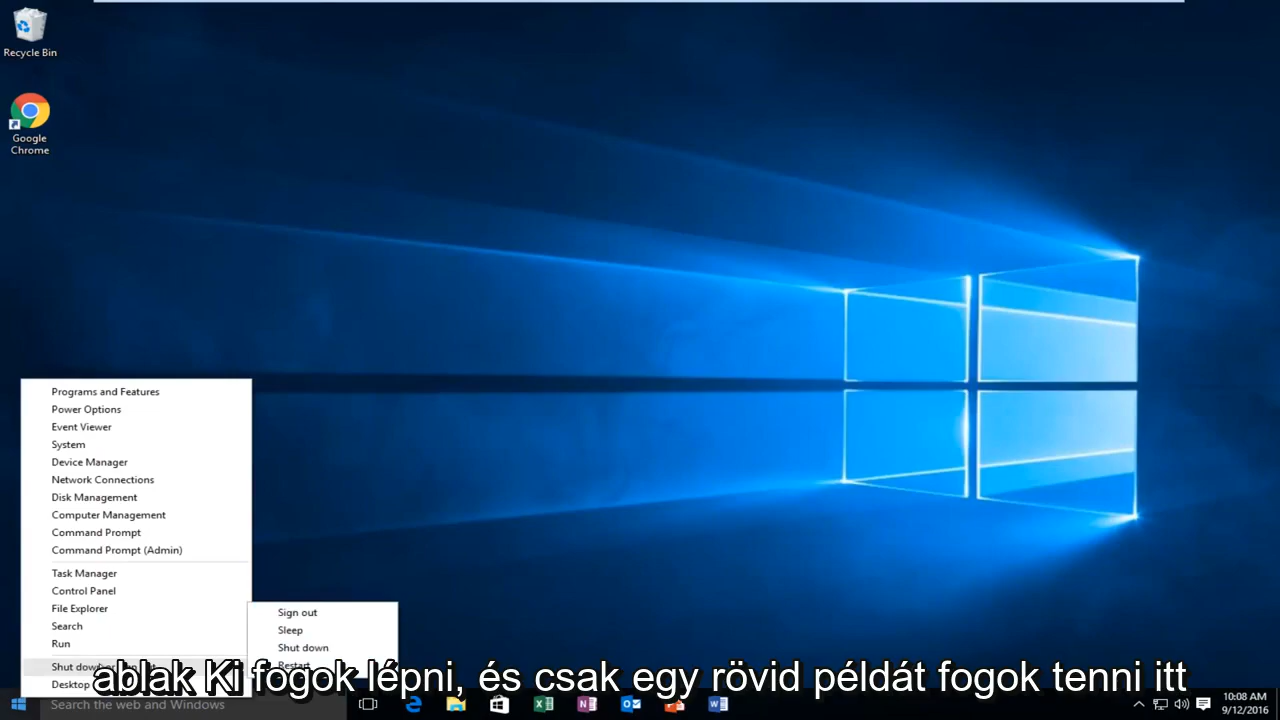 Recycle Bin
Google
Chrome
Programs and Features
Power Options
Event Viewer
System
Device Manager
Network Connections
Disk Management
Computer Management
Command Prompt
Command Prompt (Admin)
Task Manager
Control Panel
File Explorer
Search
Run
Shut down
Desktop
Sign out
Sleep
Shut down
Restart
ablak Ki fogok lépni, és csak egy rövid példát fogok tenni itt
Search the web and Windows
10:08 AM
9/12/2016